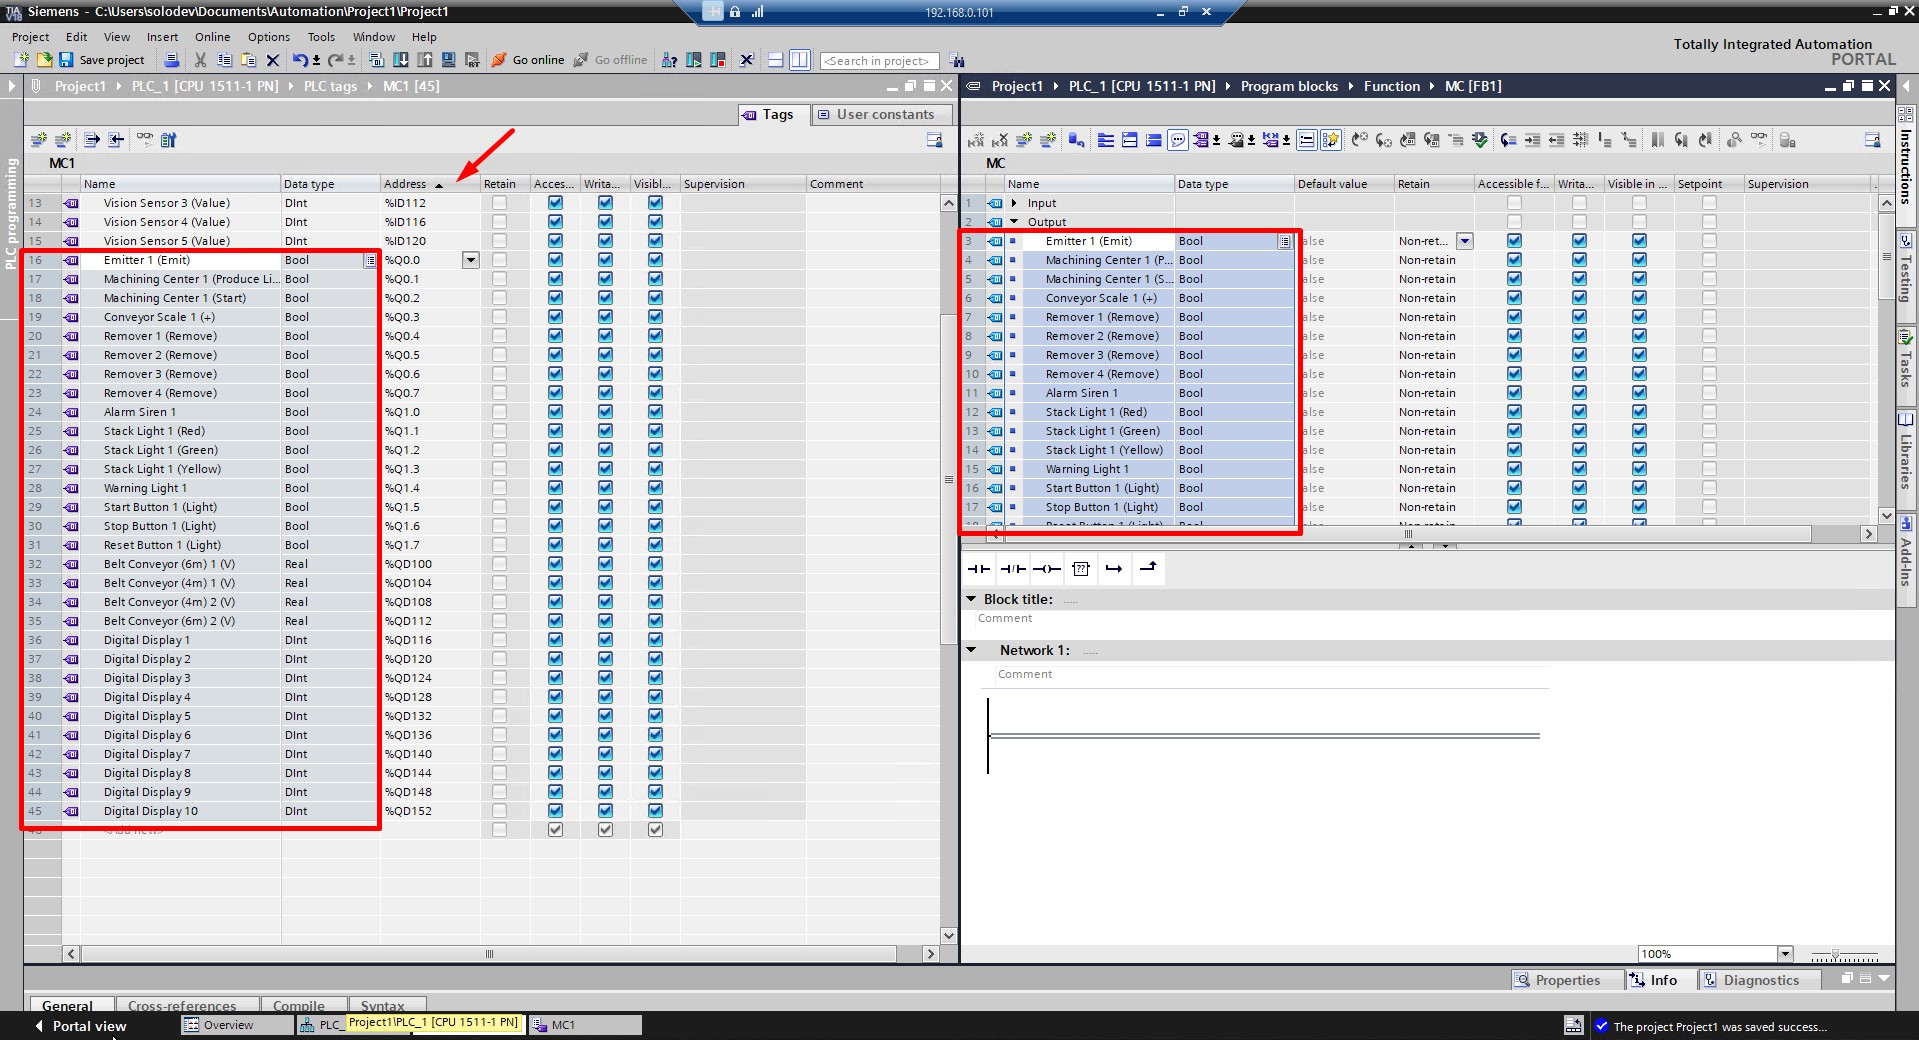 Siemens - C:\Users\solodev\Documents\Automation\Project1\Project1
192.168.0.101
Project Edit View Insert Online Options Tools Window Help
Totally Integrated Automation
PORTAL
Save project Go online Go offline <Search in project>
Project1 PLC_1 [CPU 1511-1 PN] PLC tags MC1 [45]
Tags User constants
MC1
Name Data type Address Retain Acces... Writa... Visibl... Supervision Comment
13 Vision Sensor 3 (Value) DInt %ID112
14 Vision Sensor 4 (Value) DInt %ID116
15 Vision Sensor 5 (Value) DInt %ID120
16 Emitter 1 (Emit) Bool %Q0.0
17 Machining Center 1 (Produce Li... Bool %Q0.1
18 Machining Center 1 (Start) Bool %Q0.2
19 Conveyor Scale 1 (+) Bool %Q0.3
20 Remover 1 (Remove) Bool %Q0.4
21 Remover 2 (Remove) Bool %Q0.5
22 Remover 3 (Remove) Bool %Q0.6
23 Remover 4 (Remove) Bool %Q0.7
24 Alarm Siren 1 Bool %Q1.0
25 Stack Light 1 (Red) Bool %Q1.1
26 Stack Light 1 (Green) Bool %Q1.2
27 Stack Light 1 (Yellow) Bool %Q1.3
28 Warning Light 1 Bool %Q1.4
29 Start Button 1 (Light) Bool %Q1.5
30 Stop Button 1 (Light) Bool %Q1.6
31 Reset Button 1 (Light) Bool %Q1.7
32 Belt Conveyor (6m) 1 (V) Real %QD100
33 Belt Conveyor (4m) 1 (V) Real %QD104
34 Belt Conveyor (4m) 2 (V) Real %QD108
35 Belt Conveyor (6m) 2 (V) Real %QD112
36 Digital Display 1 DInt %QD116
37 Digital Display 2 DInt %QD120
38 Digital Display 3 DInt %QD124
39 Digital Display 4 DInt %QD128
40 Digital Display 5 DInt %QD132
41 Digital Display 6 DInt %QD136
42 Digital Display 7 DInt %QD140
43 Digital Display 8 DInt %QD144
44 Digital Display 9 DInt %QD148
45 Digital Display 10 DInt %QD152
PLC programming
Project1 PLC_1 [CPU 1511-1 PN] Program blocks Function MC [FB1]
MC
Name Data type Default value Retain Accessible f... Writa... Visible in ... Setpoint Supervision
1 Input
2 Output
3 Emitter 1 (Emit) Bool alse Non-ret...
4 Machining Center 1 (P... Bool alse Non-retain
5 Machining Center 1 (S... Bool alse Non-retain
6 Conveyor Scale 1 (+) Bool alse Non-retain
7 Remover 1 (Remove) Bool alse Non-retain
8 Remover 2 (Remove) Bool alse Non-retain
9 Remover 3 (Remove) Bool alse Non-retain
10 Remover 4 (Remove) Bool alse Non-retain
11 Alarm Siren 1 Bool alse Non-retain
12 Stack Light 1 (Red) Bool alse Non-retain
13 Stack Light 1 (Green) Bool alse Non-retain
14 Stack Light 1 (Yellow) Bool alse Non-retain
15 Warning Light 1 Bool alse Non-retain
16 Start Button 1 (Light) Bool alse Non-retain
17 Stop Button 1 (Light) Bool alse Non-retain
Block title: .....
Comment
Network 1: .....
Comment
100%
Instructions
Testing
Tasks
Libraries
Add-Ins
Properties Info Diagnostics
General Cross-references Compile Syntax
Portal view Overview PLC_ Project1\PLC_1 [CPU 1511-1 PN] MC1
The project Project1 was saved success...